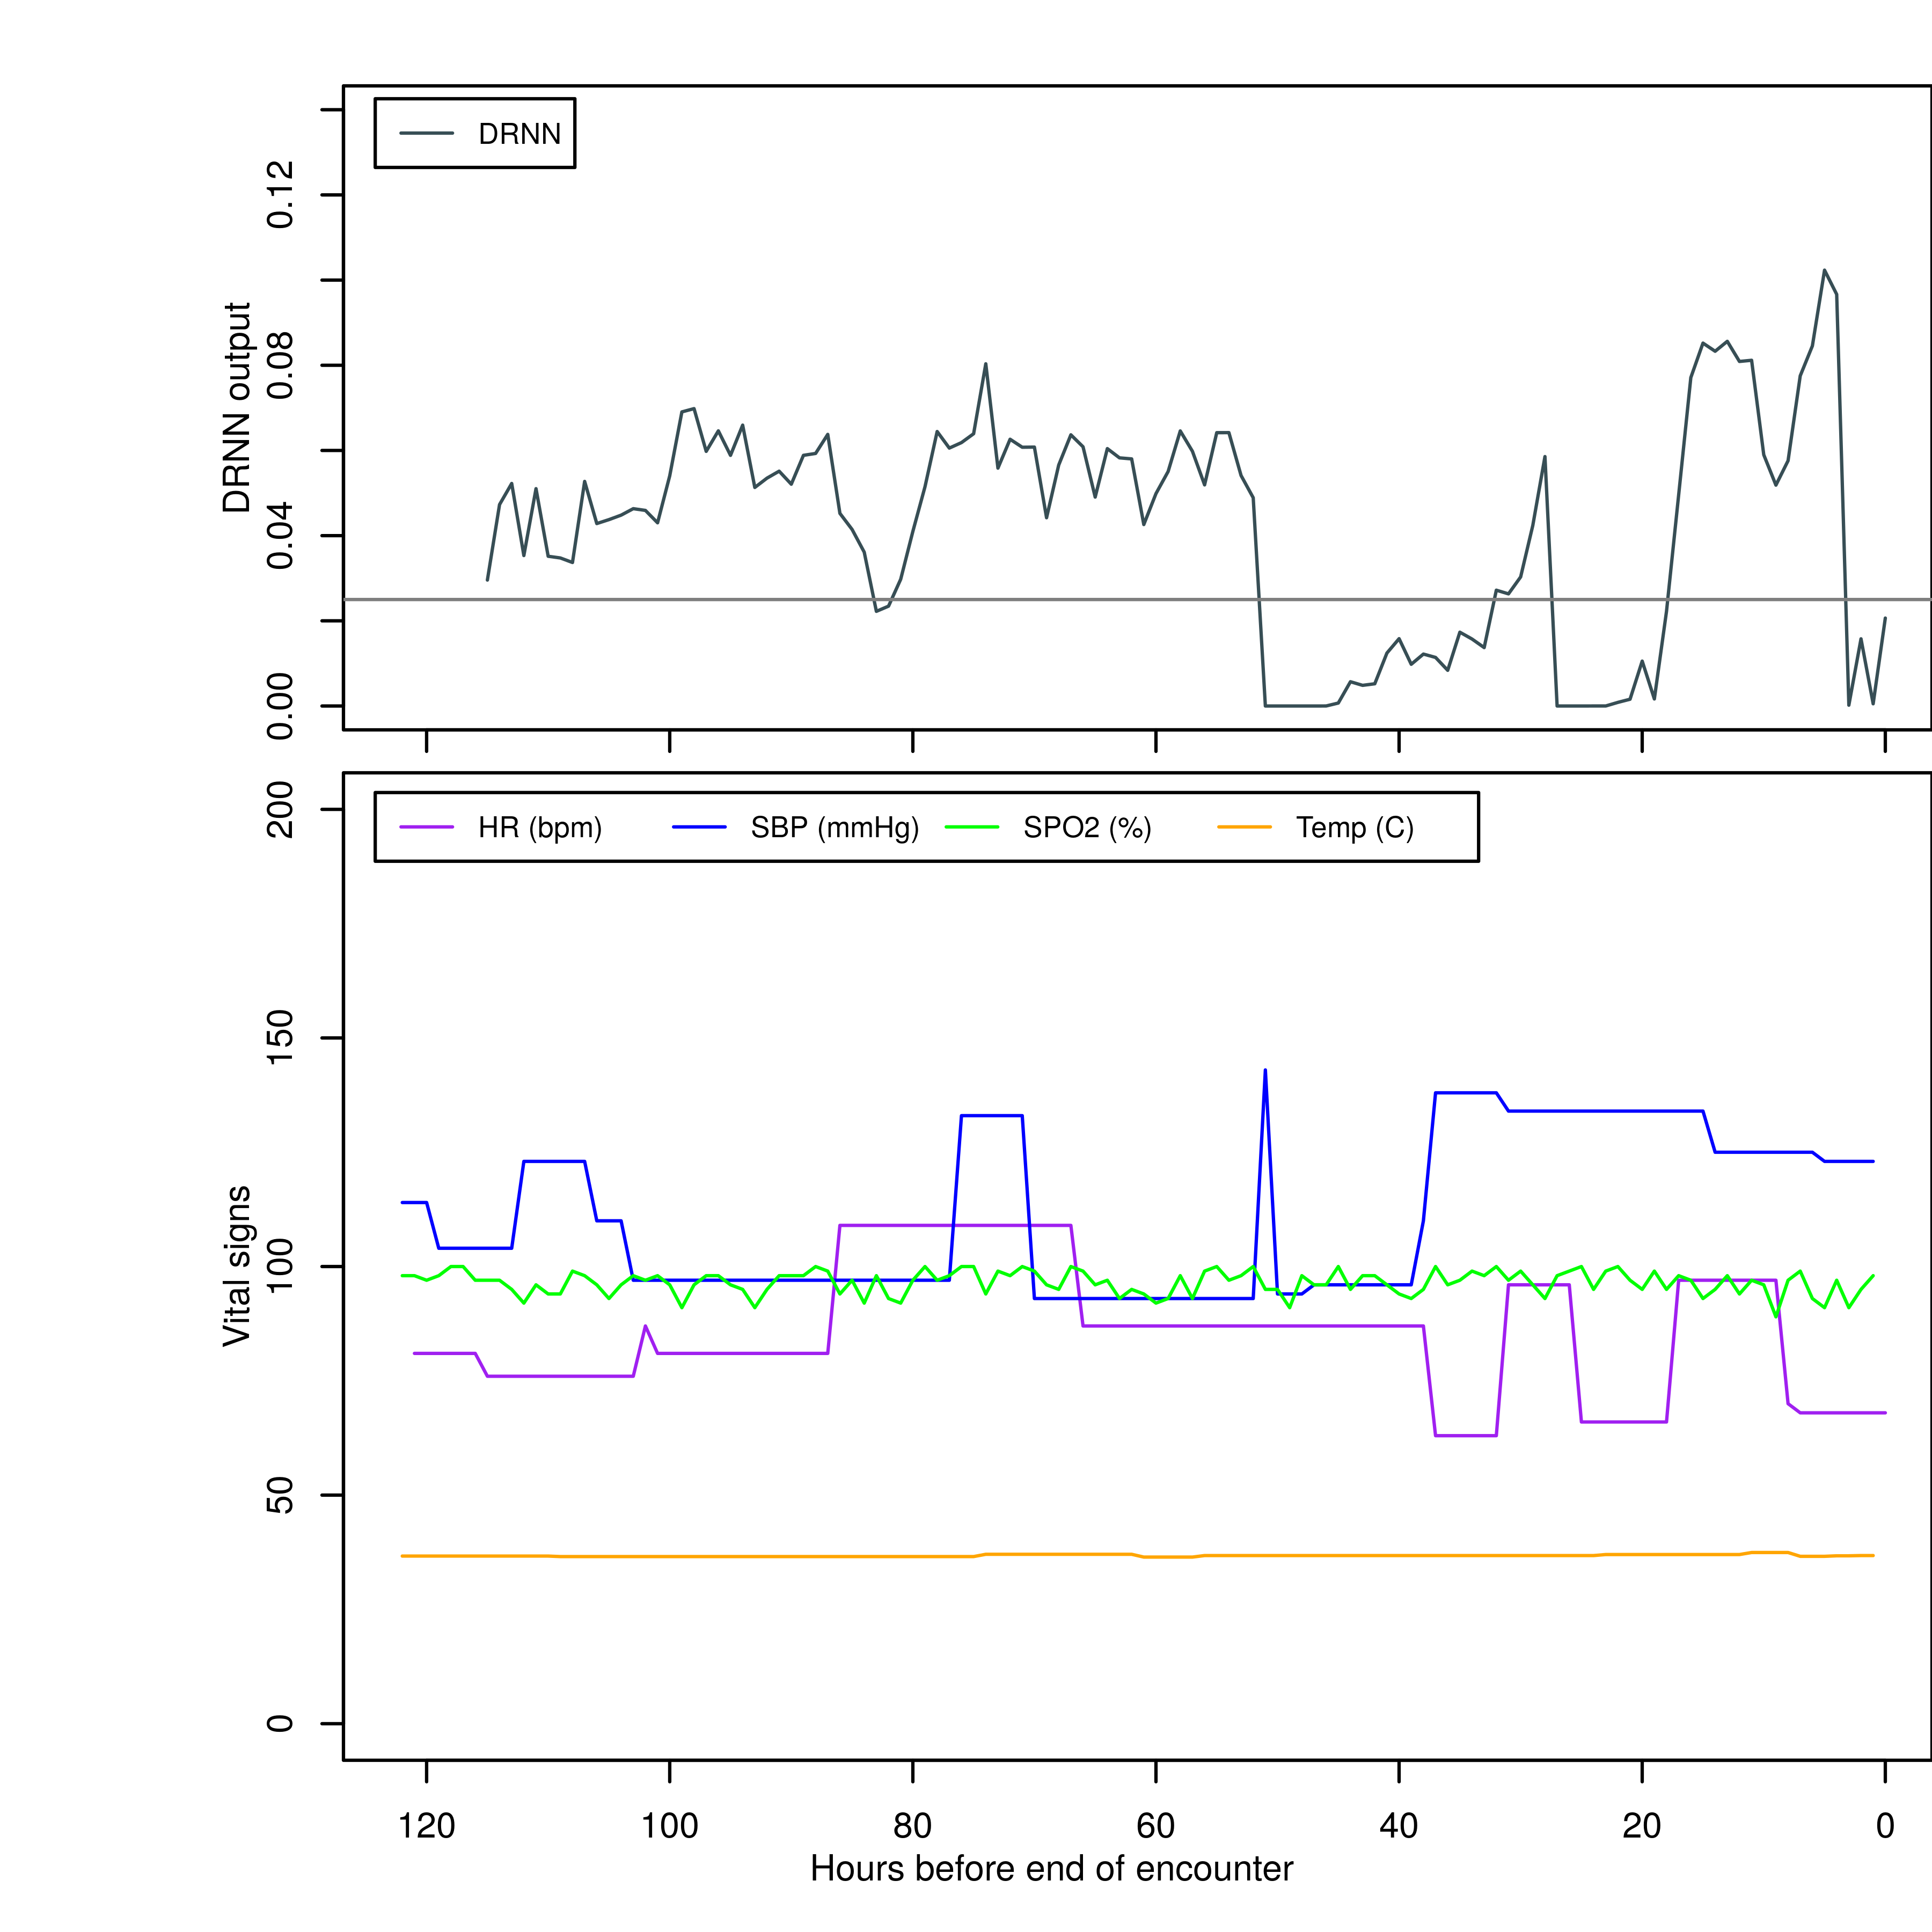 DRNN
DRNN output
0.00 0.04 0.08 0.12
HR (bpm) SBP (mmHg) SPO2 (%) Temp (C)
Vital signs
0 50 100 150 200
120 100 80 60 40 20 0
Hours before end of encounter